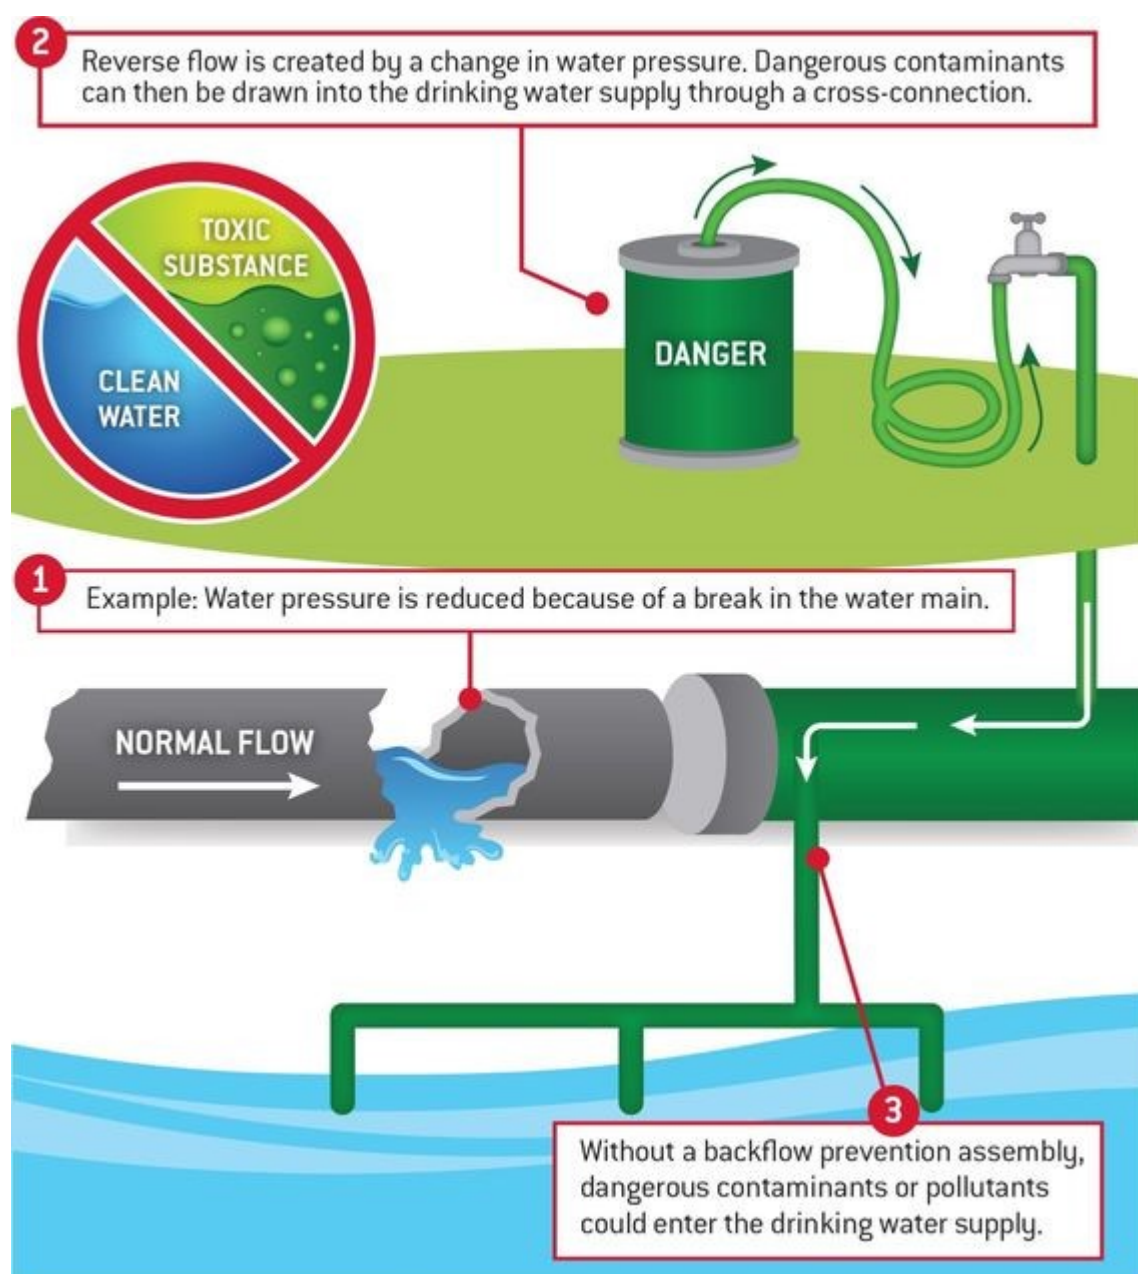 2
Reverse flow is created by a change in water pressure. Dangerous contaminants
can then be drawn into the drinking water supply through a cross-connection.
TOXIC
SUBSTANCE
CLEAN
WATER
DANGER
1
Example: Water pressure is reduced because of a break in the water main.
NORMAL FLOW
3
Without a backflow prevention assembly,
dangerous contaminants or pollutants
could enter the drinking water supply.